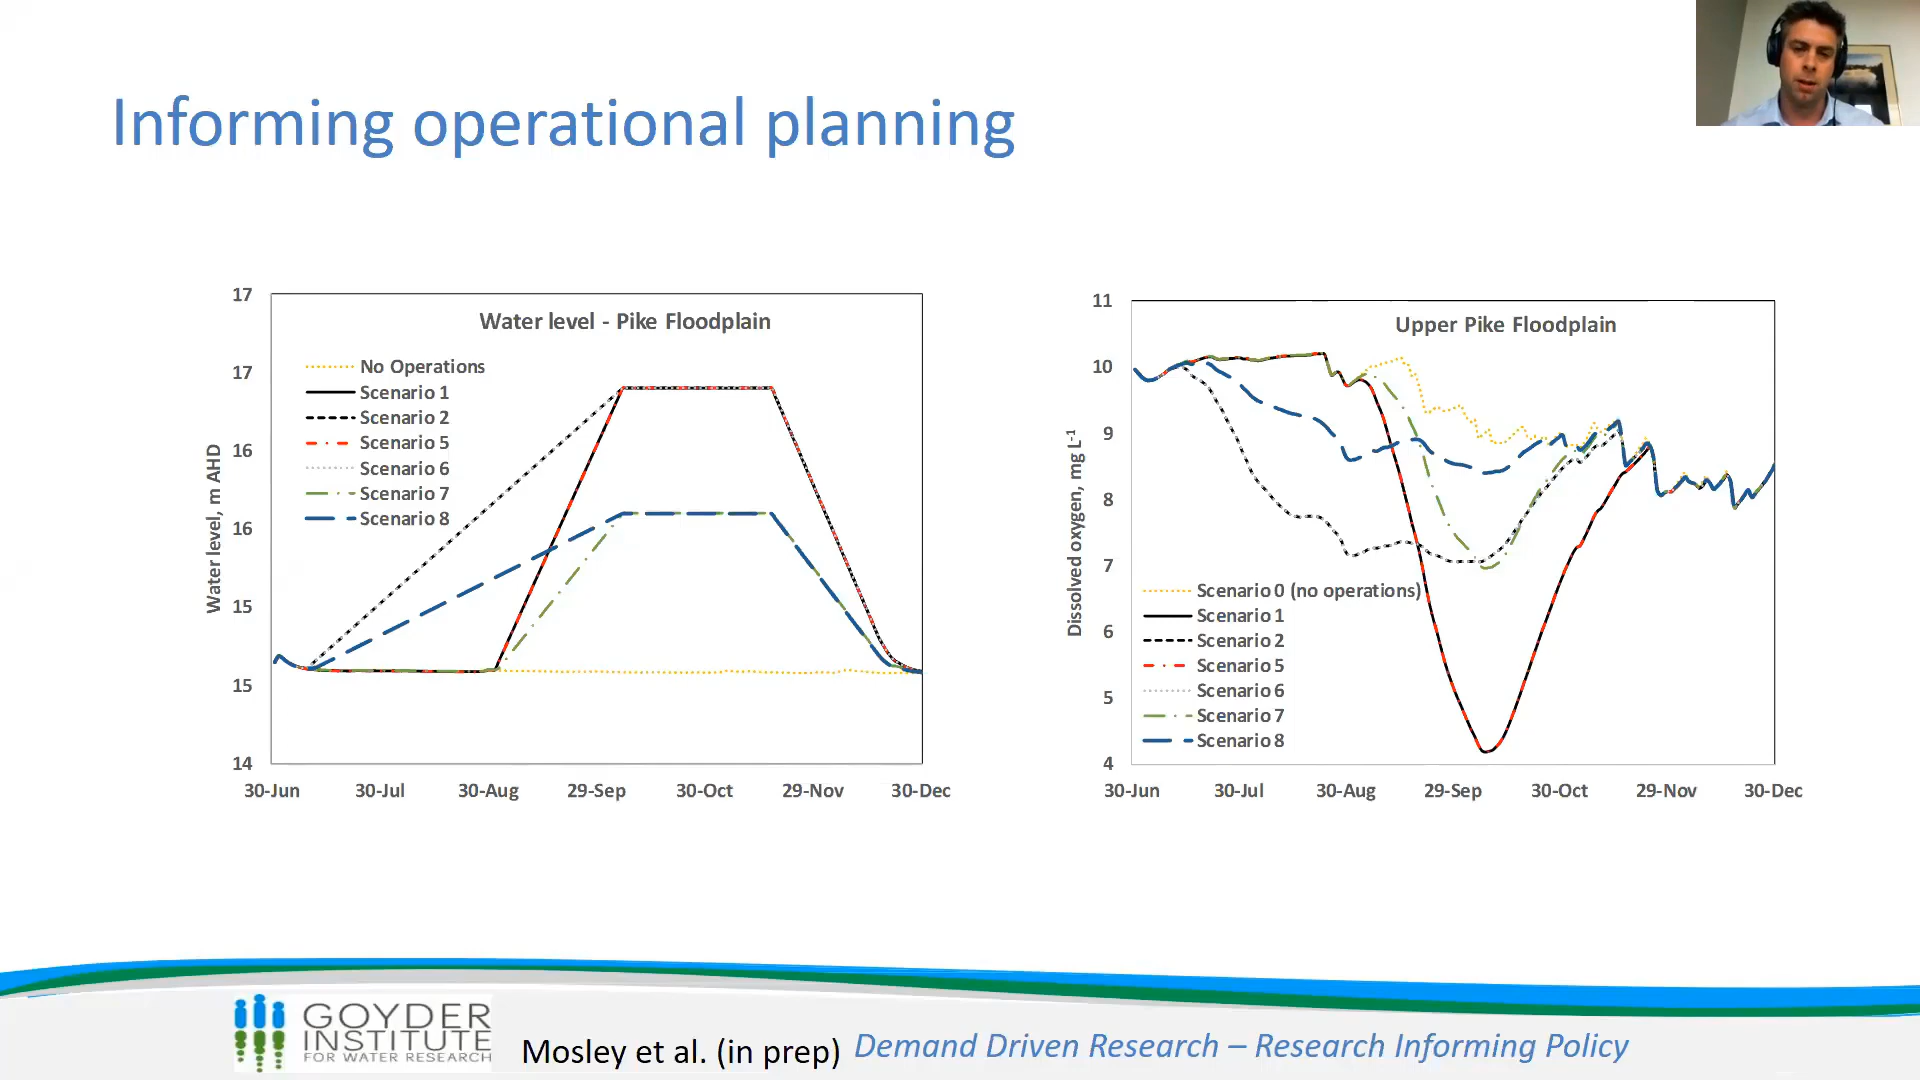 Informing operational planning
Water level - Pike Floodplain
17
17
16
16
15
15
14
Water level, m AHD
No Operations
Scenario 1
Scenario 2
Scenario 5
Scenario 6
Scenario 7
Scenario 8
30-Jun 30-Jul 30-Aug 29-Sep 30-Oct 29-Nov 30-Dec
Upper Pike Floodplain
11
10
9
8
7
6
5
4
Dissolved oxygen, mg L-1
Scenario 0 (no operations)
Scenario 1
Scenario 2
Scenario 5
Scenario 6
Scenario 7
Scenario 8
30-Jun 30-Jul 30-Aug 29-Sep 30-Oct 29-Nov 30-Dec
GOYDER
INSTITUTE
FOR WATER RESEARCH
Mosley et al. (in prep)
Demand Driven Research – Research Informing Policy